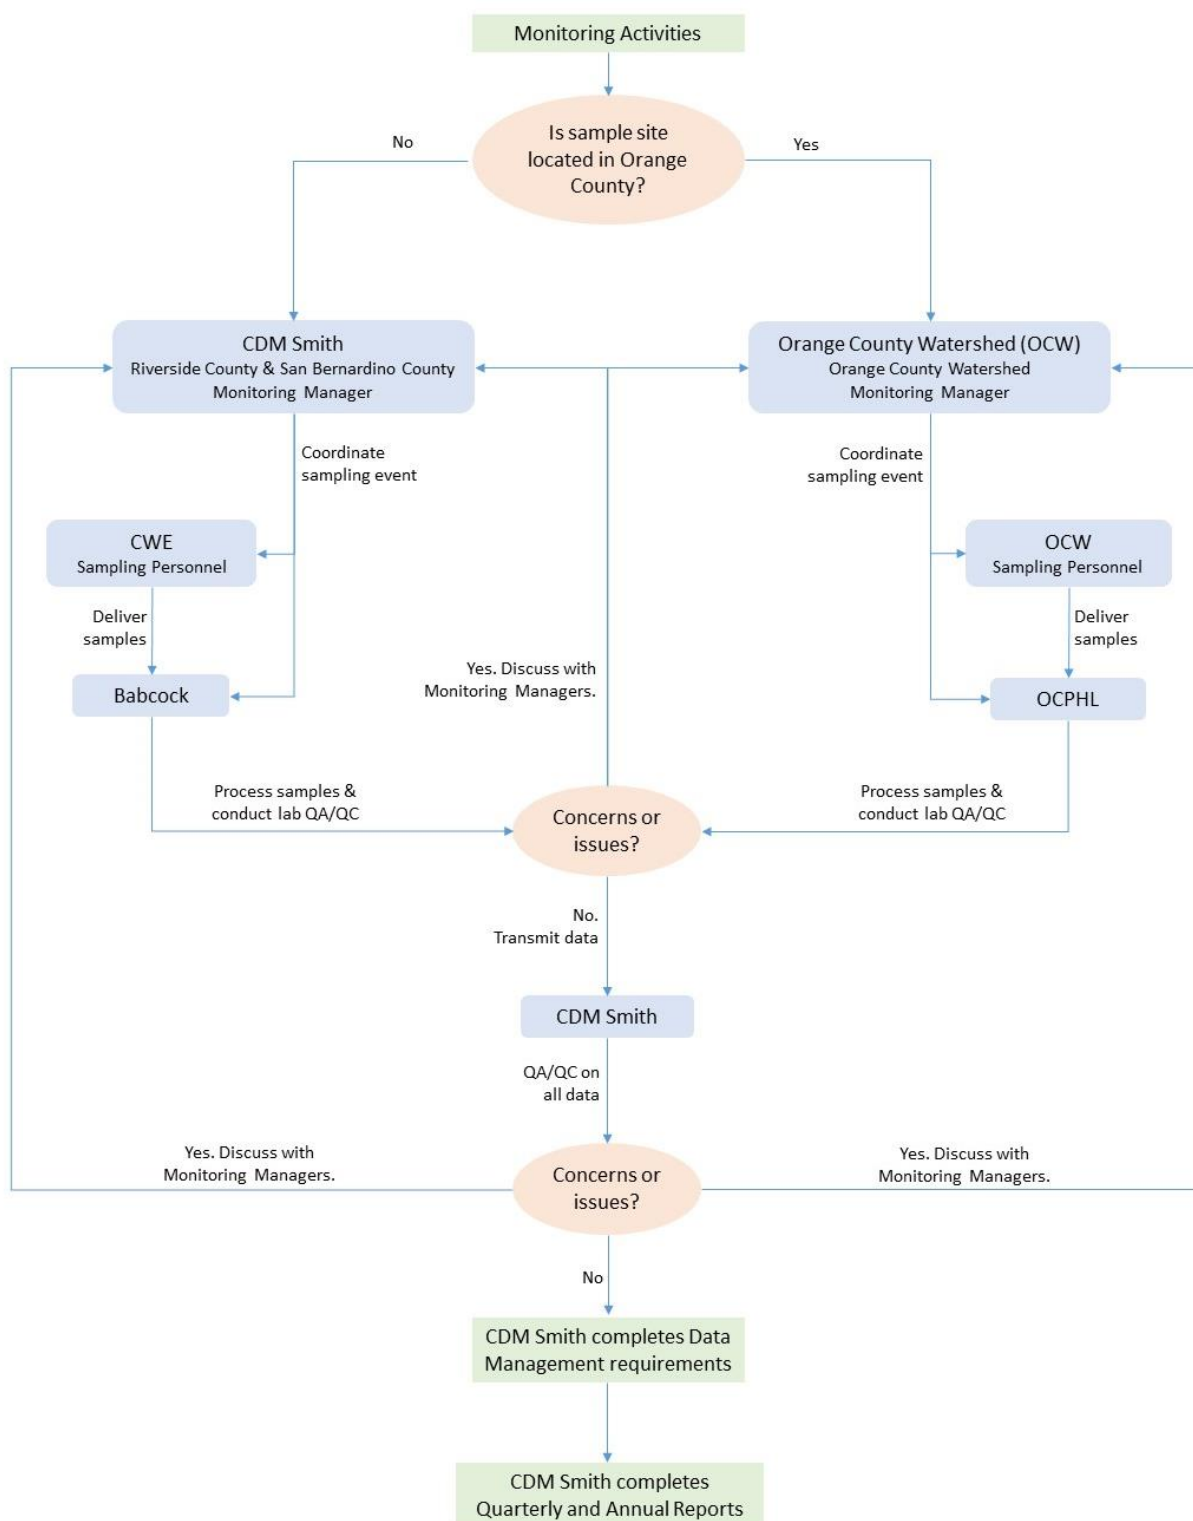 Monitoring Activities
Is sample site
located in Orange
County?
No
Yes
CDM Smith
Riverside County & San Bernardino County
Monitoring Manager
Orange County Watershed (OCW)
Orange County Watershed
Monitoring Manager
Coordinate
sampling event
Coordinate
sampling event
CWE
Sampling Personnel
OCW
Sampling Personnel
Deliver
samples
Deliver
samples
Yes. Discuss with
Monitoring Managers.
Babcock
OCPHL
Process samples &
conduct lab QA/QC
Concerns or
issues?
Process samples &
conduct lab QA/QC
No.
Transmit data
CDM Smith
QA/QC on
all data
Yes. Discuss with
Monitoring Managers.
Concerns or
issues?
Yes. Discuss with
Monitoring Managers.
No
CDM Smith completes Data
Management requirements
CDM Smith completes
Quarterly and Annual Reports